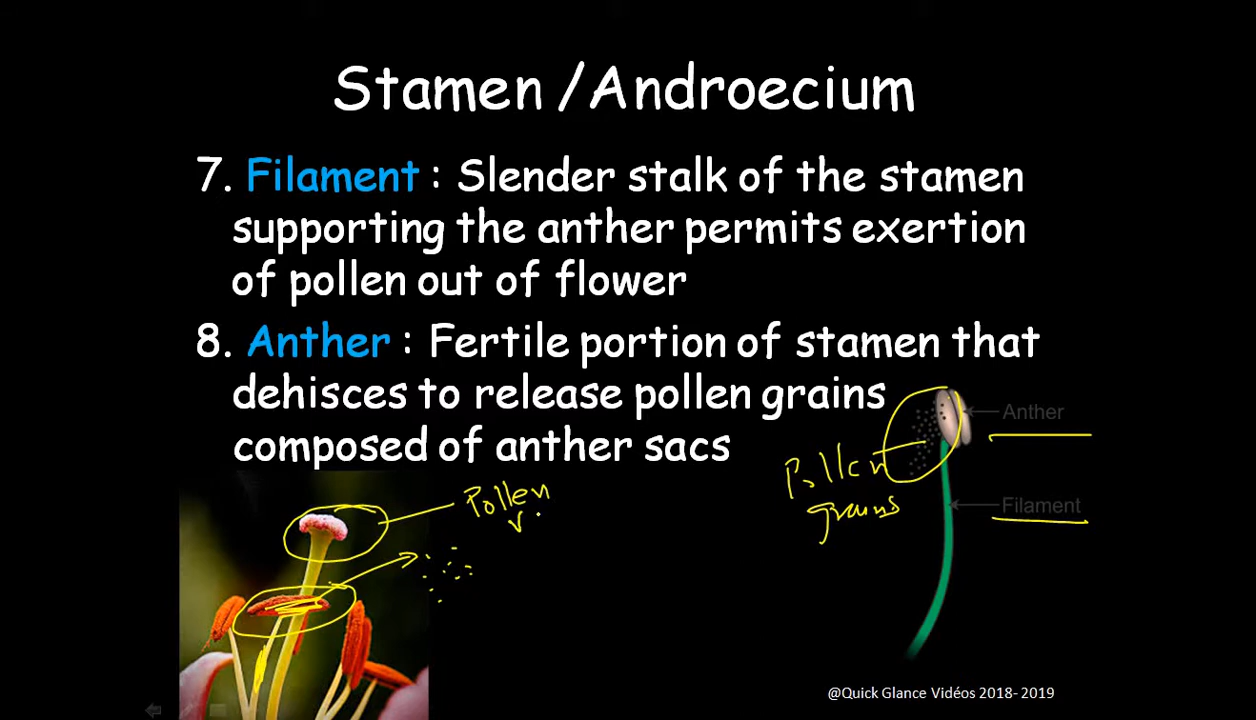 Stamen /Androecium
7. Filament : Slender stalk of the stamen
supporting the anther permits exertion
of pollen out of flower
8. Anther : Fertile portion of stamen that
dehisces to release pollen grains
composed of anther sacs
Anther
Pollen
grains
Filament
Pollen
@Quick Glance Vidéos 2018- 2019